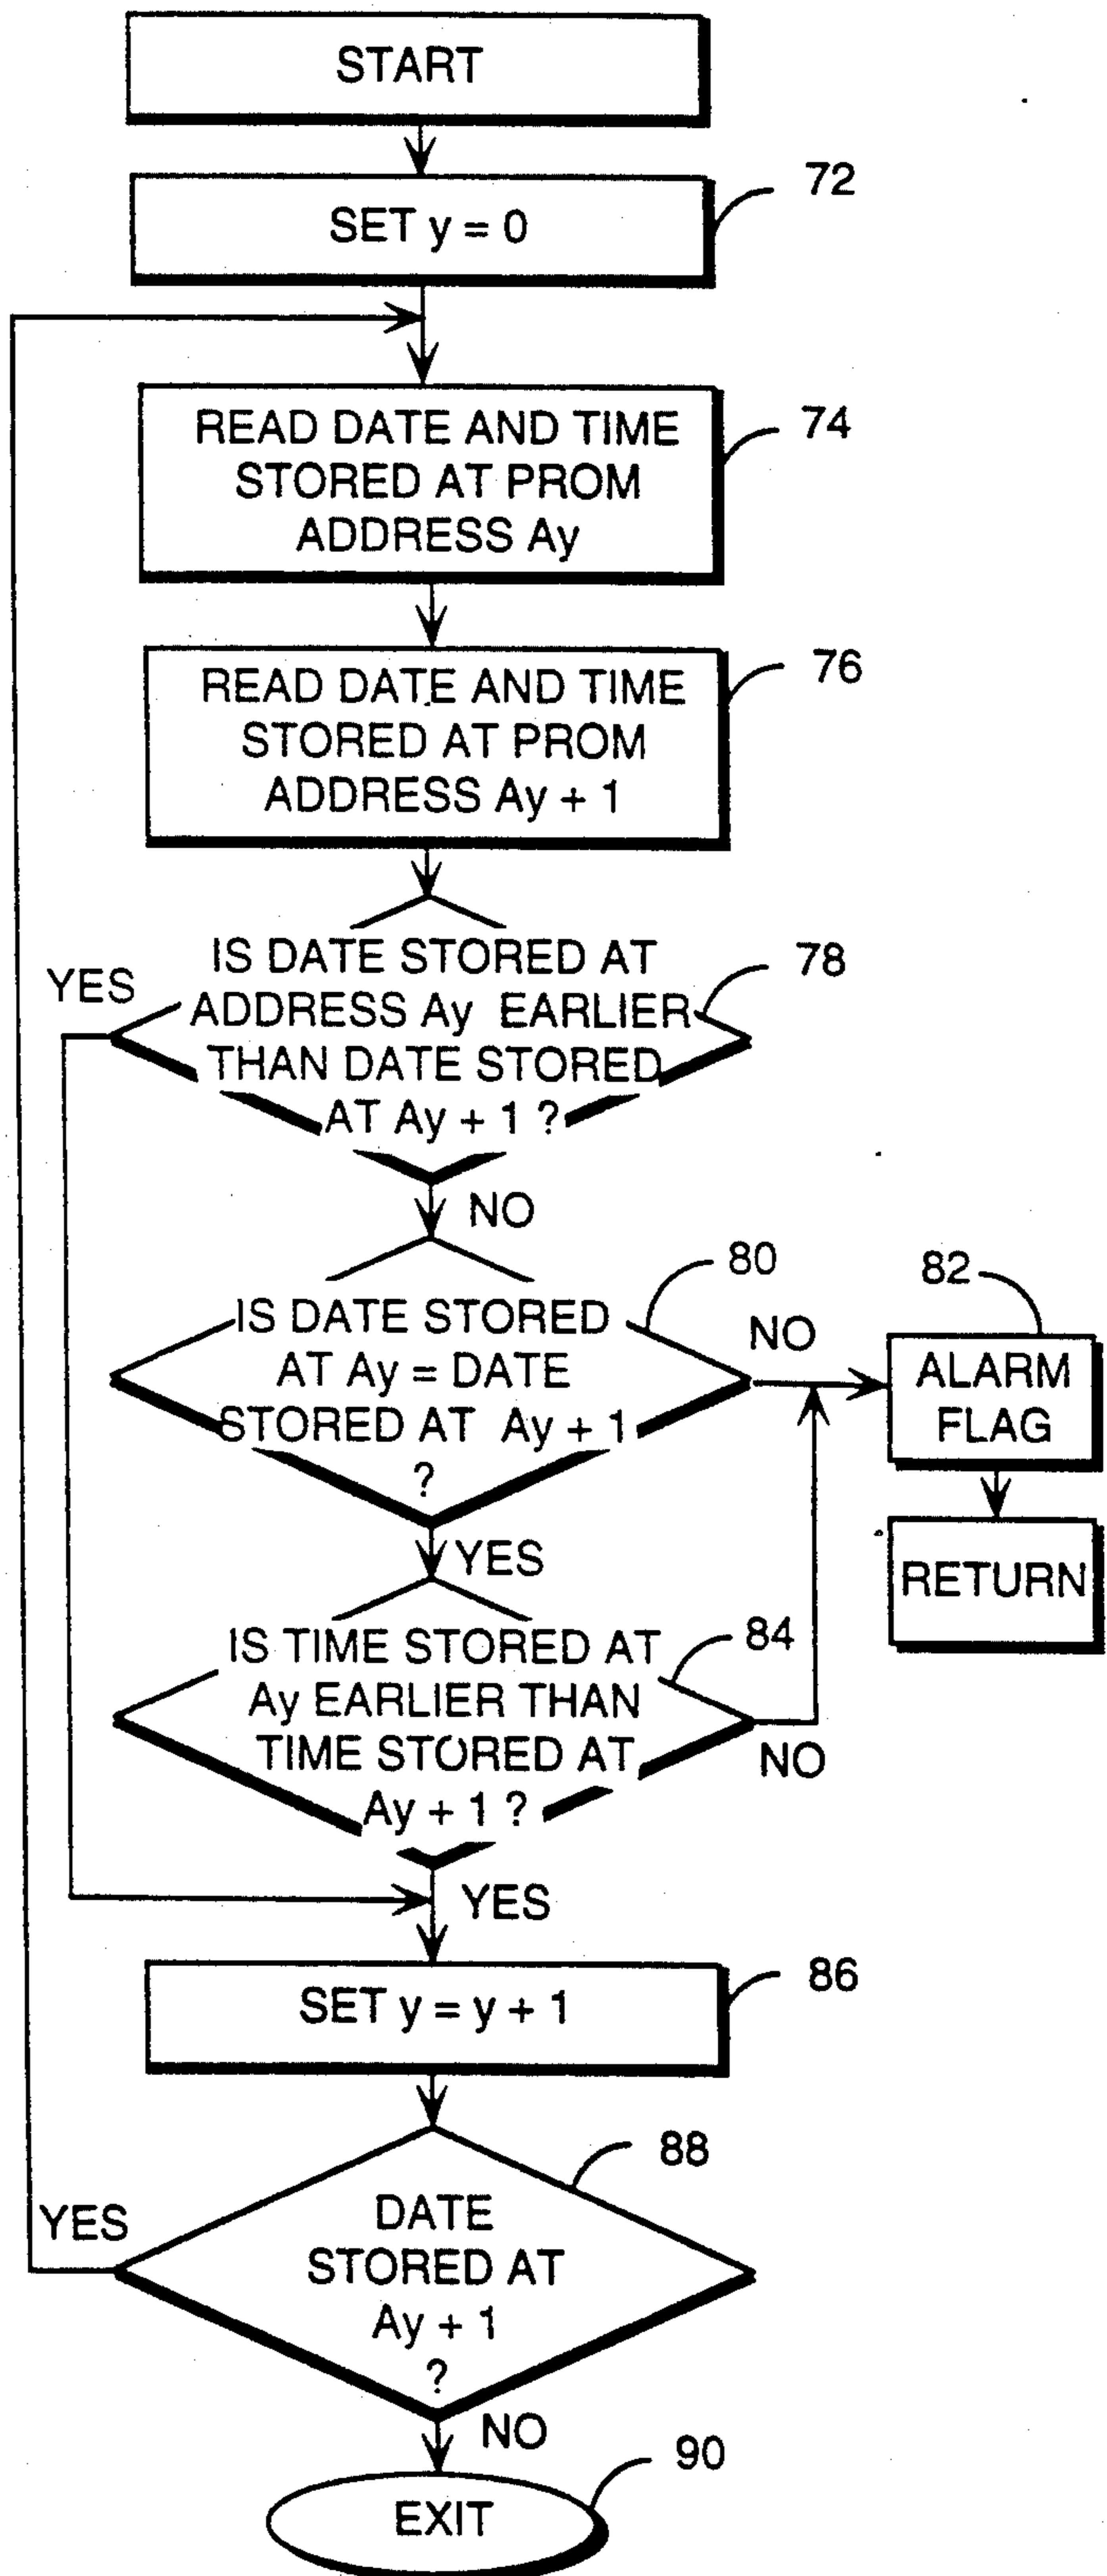 START
72
SET y = 0
74
READ DATE AND TIME
STORED AT PROM
ADDRESS Ay
76
READ DATE AND TIME
STORED AT PROM
ADDRESS Ay + 1
78
YES
IS DATE STORED AT
ADDRESS Ay EARLIER
THAN DATE STORED
AT Ay + 1 ?
NO
80
IS DATE STORED
AT Ay = DATE
STORED AT Ay + 1
?
NO
82
ALARM
FLAG
RETURN
YES
84
IS TIME STORED AT
Ay EARLIER THAN
TIME STORED AT
Ay + 1 ?
NO
YES
86
SET y = y + 1
88
YES
DATE
STORED AT
Ay + 1
?
NO
90
EXIT